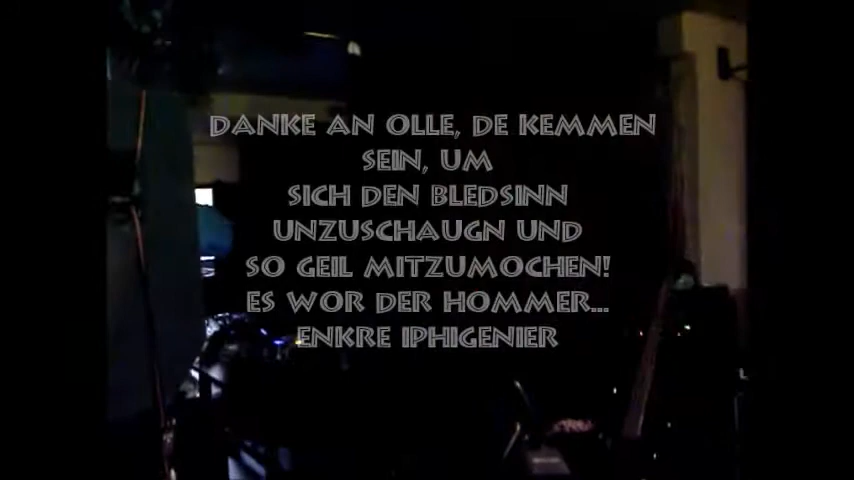 DANKE AN OLLE, DE KEMMEN
SEIN, UM
SICH DEN BLEDSINN
UNZUSCHAUGN UND
SO GEIL MITZUMOCHEN!
ES WOR DER HOMMER...
ENKRE IPHIGENIER